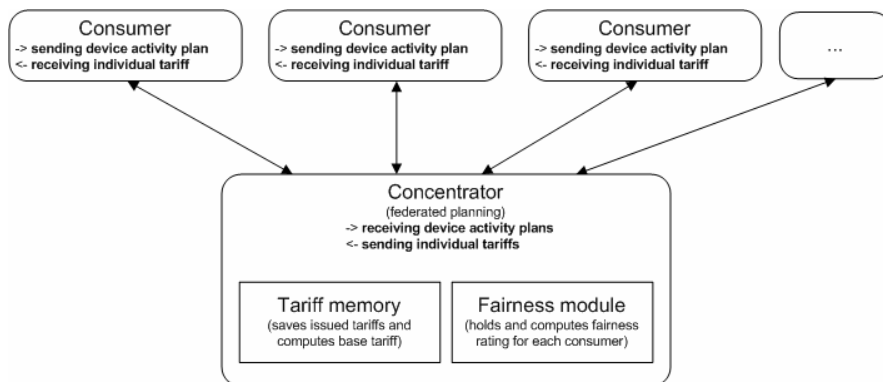 Consumer
-> sending device activity plan
<- receiving individual tariff
Consumer
-> sending device activity plan
<- receiving individual tariff
Consumer
-> sending device activity plan
<- receiving individual tariff
...
Concentrator
(federated planning)
-> receiving device activity plans
<- sending individual tariffs
Tariff memory
(saves issued tariffs and
computes base tariff)
Fairness module
(holds and computes fairness
rating for each consumer)